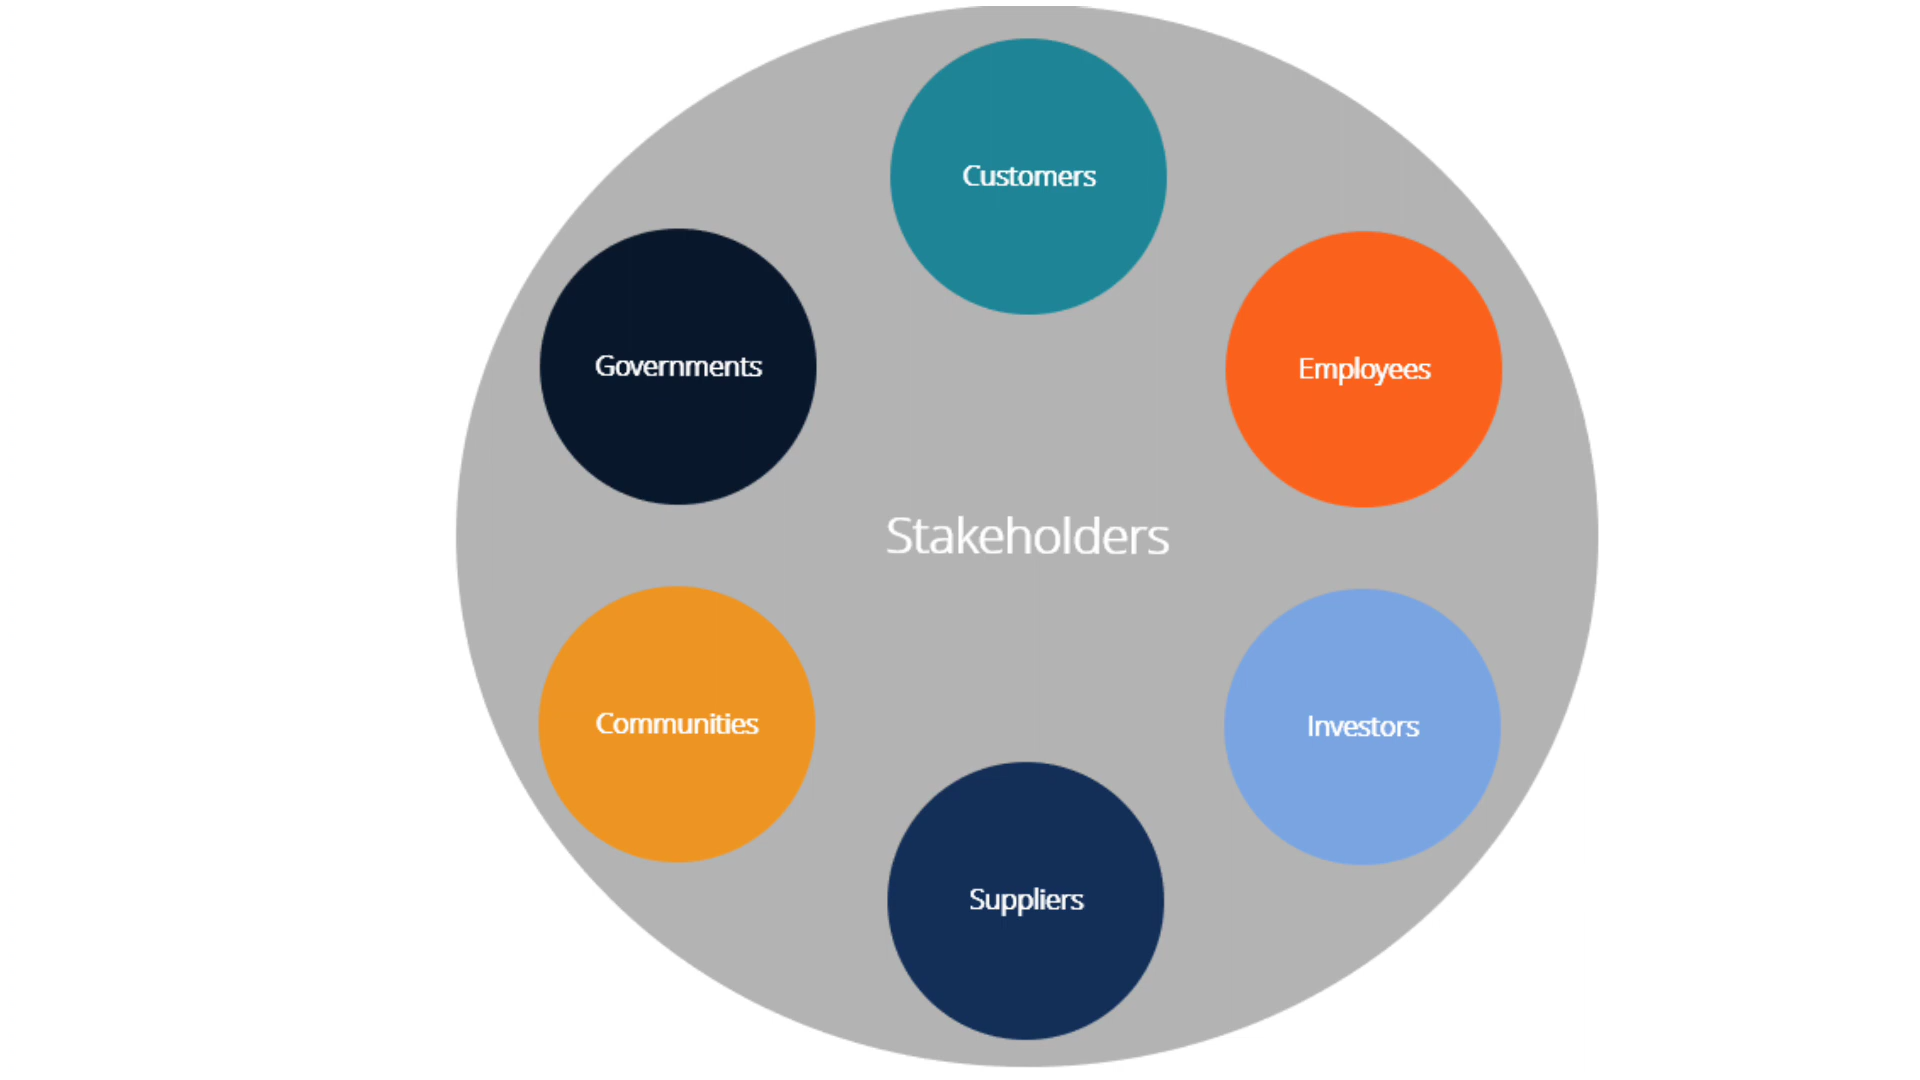 Customers
Governments
Employees
Stakeholders
Communities
Investors
Suppliers